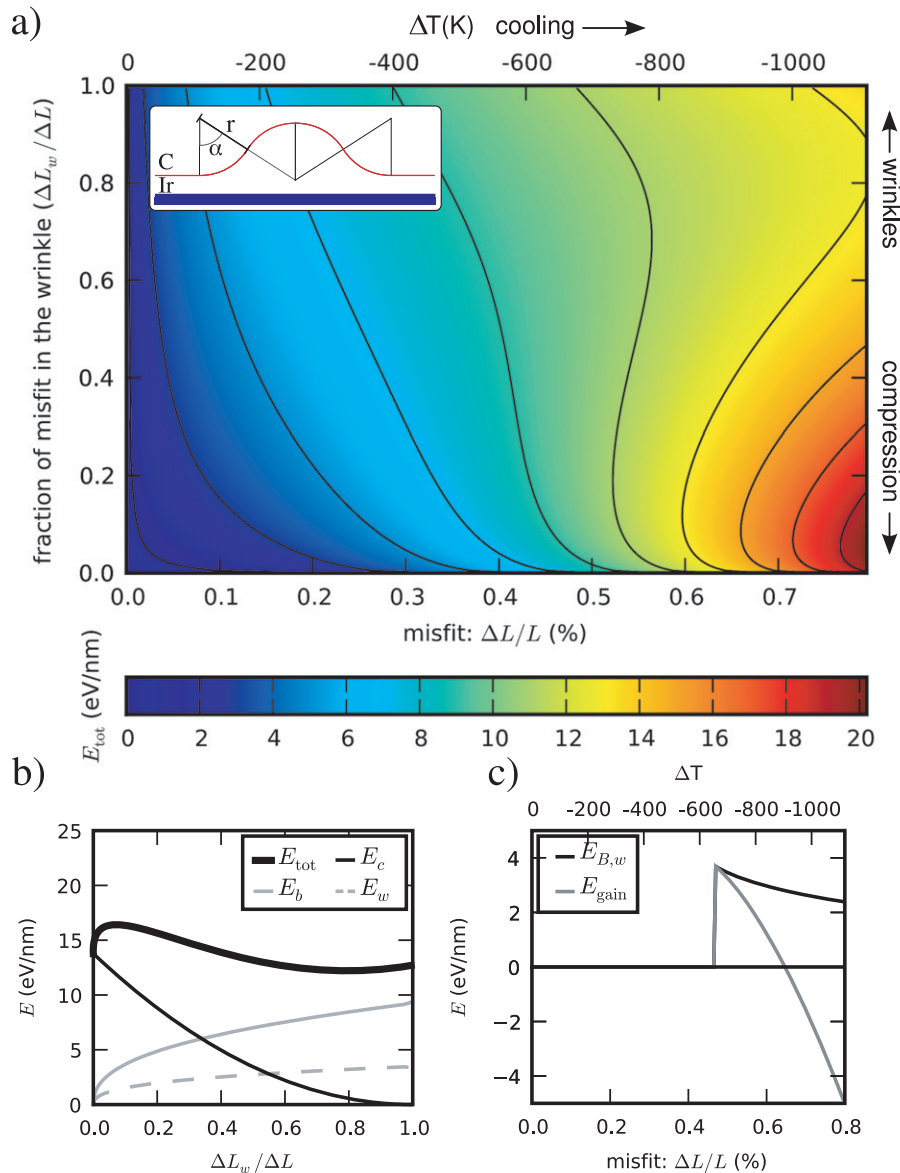 a)
ΔT(K) cooling
0 -200 -400 -600 -800 -1000
1.0
0.8
0.6
0.4
0.2
0.0
fraction of misfit in the wrinkle (ΔL_w/ΔL)
r
α
C
Ir
wrinkles
compression
0.0 0.1 0.2 0.3 0.4 0.5 0.6 0.7
misfit: ΔL/L (%)
E_tot (eV/nm)
0 2 4 6 8 10 12 14 16 18 20
b)
25
20
15
10
5
0
E (eV/nm)
E_tot E_c
E_b E_w
0.0 0.2 0.4 0.6 0.8 1.0
ΔL_w/ΔL
c)
ΔT
0 -200 -400 -600 -800 -1000
4
2
0
−2
−4
E (eV/nm)
E_B,w
E_gain
0.0 0.2 0.4 0.6 0.8
misfit: ΔL/L (%)